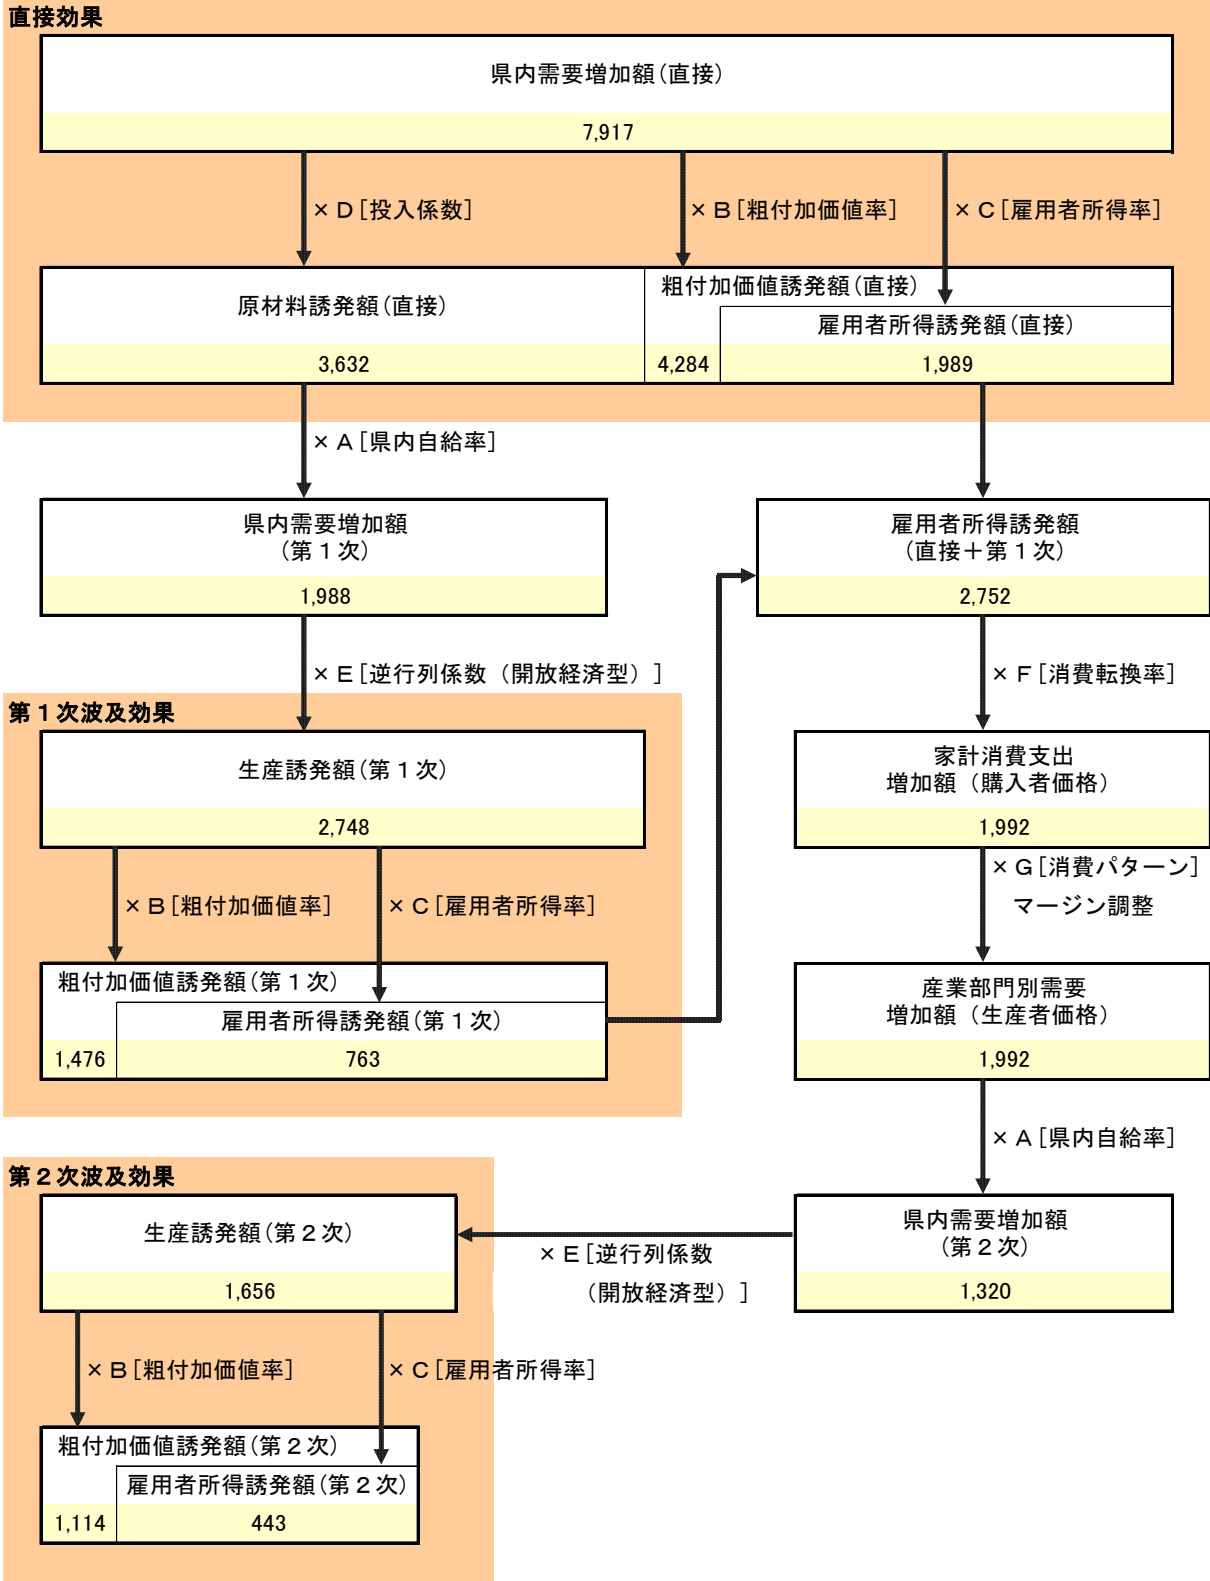 直接効果
県内需要増加額(直接)
7,917
×Ｄ[投入係数]
×Ｂ[粗付加価値率]
×Ｃ[雇用者所得率]
原材料誘発額(直接)
粗付加価値誘発額(直接)
雇用者所得誘発額(直接)
3,632
4,284
1,989
×Ａ[県内自給率]
県内需要増加額
(第１次)
1,988
雇用者所得誘発額
(直接＋第１次)
2,752
×Ｅ[逆行列係数（開放経済型）]
×Ｆ[消費転換率]
第１次波及効果
生産誘発額(第１次)
2,748
家計消費支出
増加額（購入者価格）
1,992
×Ｂ[粗付加価値率]
×Ｃ[雇用者所得率]
×Ｇ[消費パターン]
マージン調整
粗付加価値誘発額(第１次)
雇用者所得誘発額(第１次)
1,476
763
産業部門別需要
増加額（生産者価格）
1,992
×Ａ[県内自給率]
第２次波及効果
生産誘発額(第２次)
1,656
×Ｅ[逆行列係数
（開放経済型）]
県内需要増加額
(第２次)
1,320
×Ｂ[粗付加価値率]
×Ｃ[雇用者所得率]
粗付加価値誘発額(第２次)
雇用者所得誘発額(第２次)
1,114
443